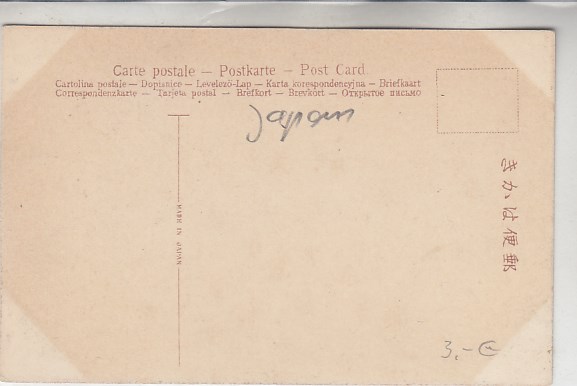 Carte postale — Postkarte — Post Card
Cartolina postale — Dopisnice — Levelező-Lap — Karta korespondencyjna — Briefkaart
Correspondenzkarte — Tarjeta postal — Brefkort — Brevkort — Открытое письмо
Japan
MADE IN JAPAN
きかは便郵
3,- €